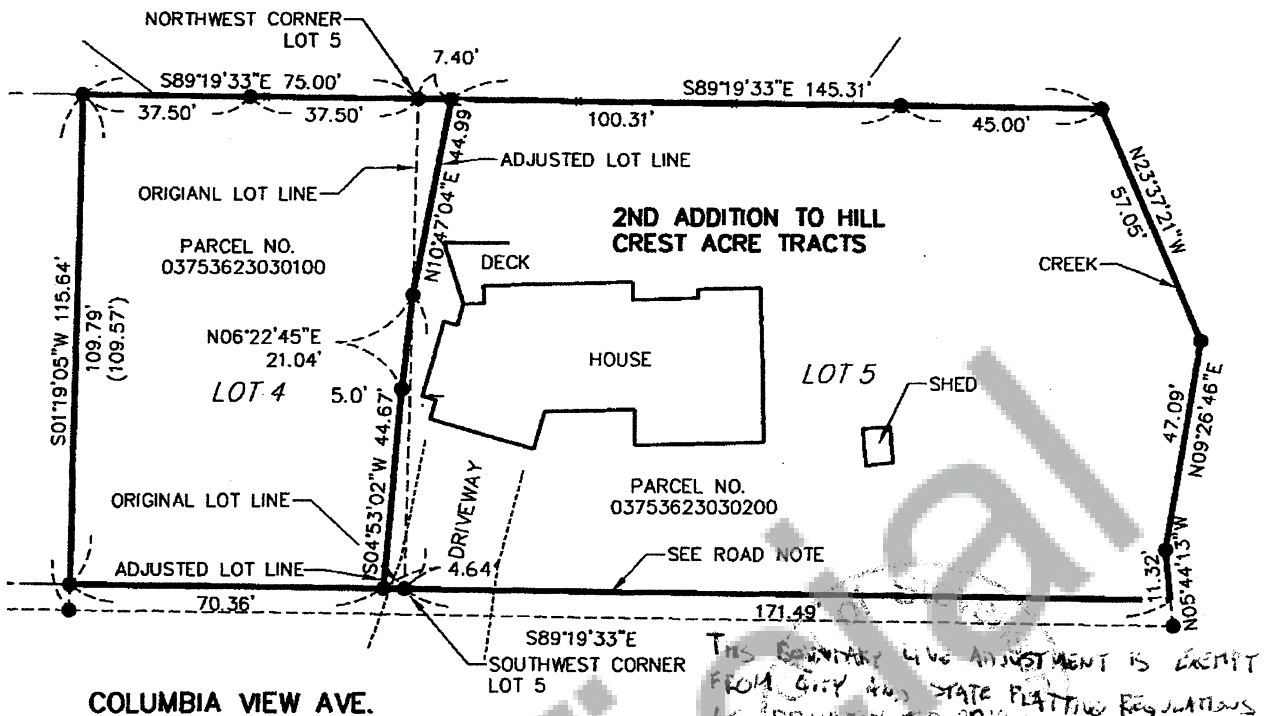 NORTHWEST CORNER
LOT 5
7.40'
S89°19'33"E 75.00'
S89°19'33"E 145.31'
37.50'
37.50'
100.31'
45.00'
N10°47'04"E 44.99'
ADJUSTED LOT LINE
ORIGIANL LOT LINE
N23°37'21"W
57.05'
2ND ADDITION TO HILL
CREST ACRE TRACTS
PARCEL NO.
03753623030100
DECK
CREEK
S01°19'05"W 115.64'
109.79'
(109.57')
N06°22'45"E
21.04'
HOUSE
LOT 4
5.0'
LOT 5
SHED
47.09'
N09°26'46"E
S04°53'02"W 44.67'
DRIVEWAY
PARCEL NO.
03753623030200
ORIGINAL LOT LINE
SEE ROAD NOTE
ADJUSTED LOT LINE
4.64'
11.32'
N05°44'13"W
70.36'
171.49'
S89°19'33"E
SOUTHWEST CORNER
LOT 5
THIS BOUNDARY LINE ADJUSTMENT IS EXEMPT
FROM CITY AND STATE PLATTING REGULATIONS
COLUMBIA VIEW AVE.